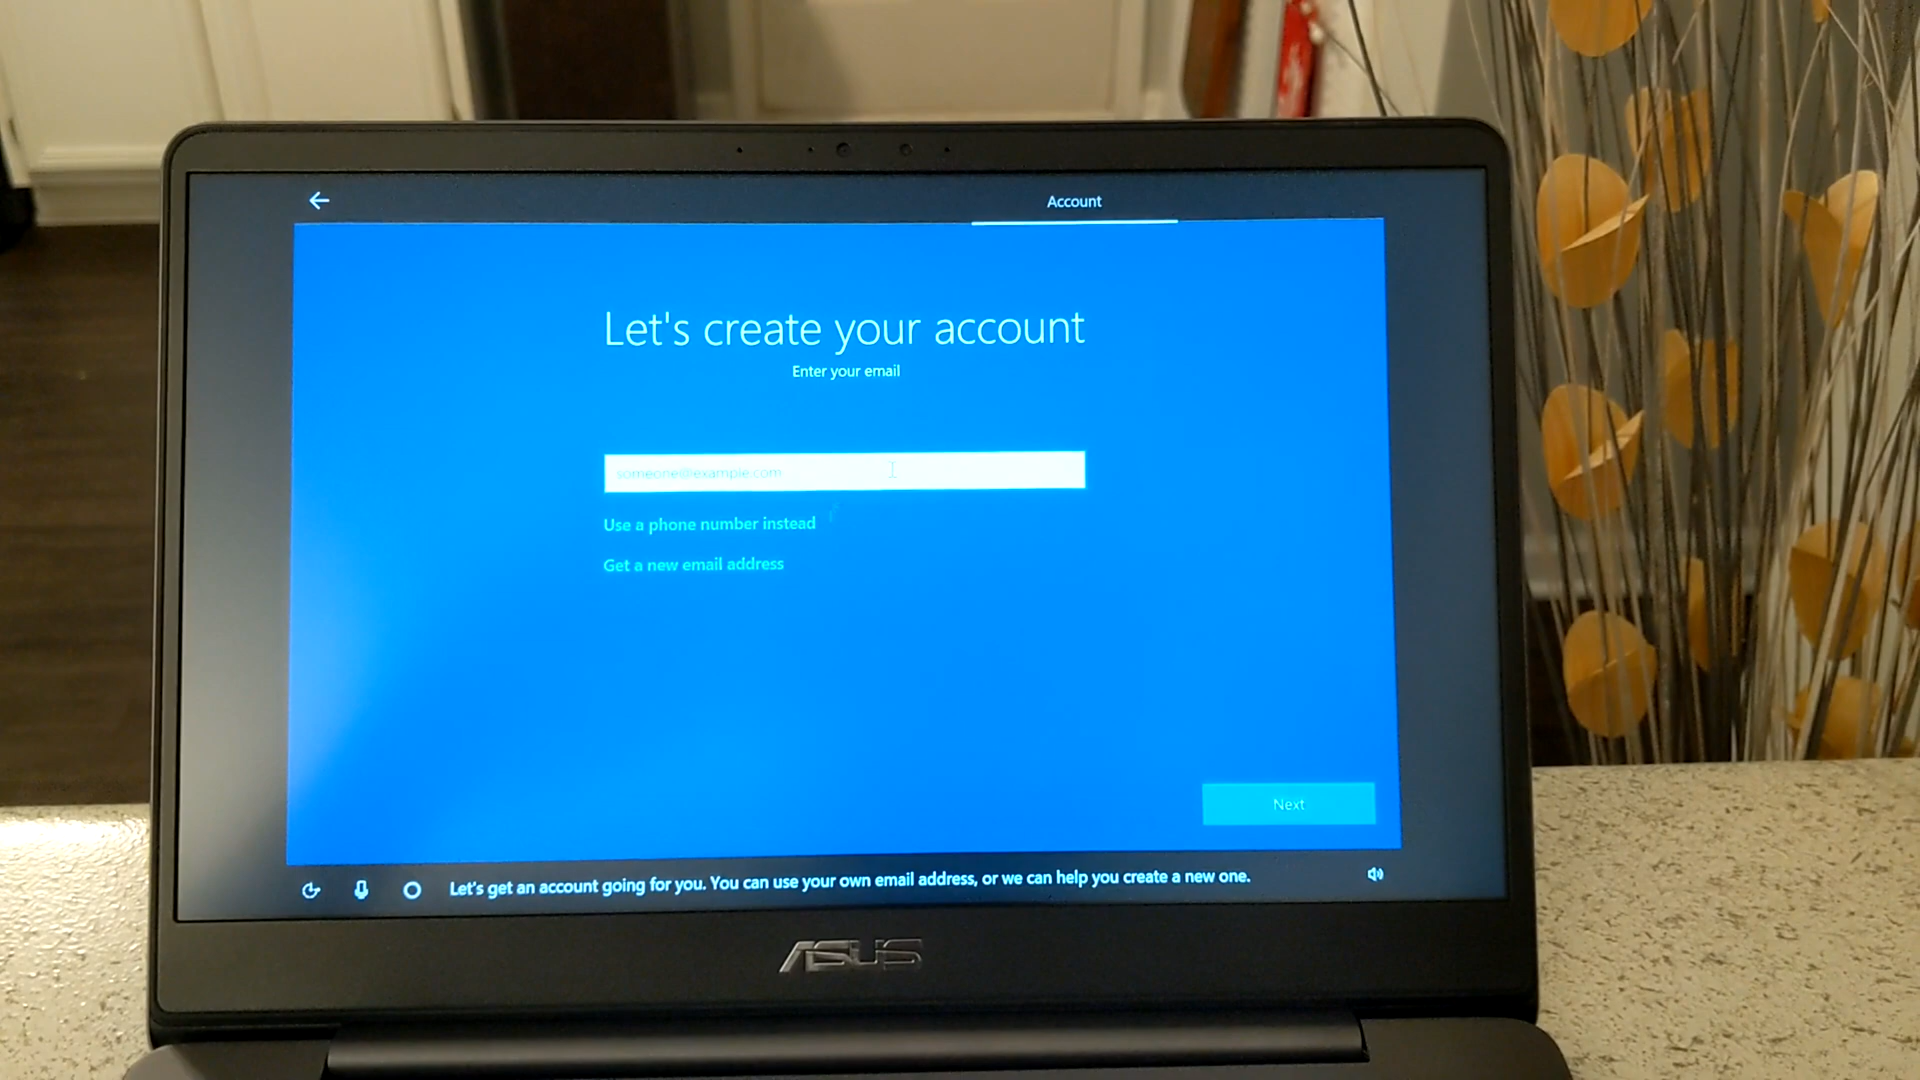 Account
Let's create your account
Enter your email
someone@example.com
Use a phone number instead
Get a new email address
Next
Let's get an account going for you. You can use your own email address, or we can help you create a new one.
ASUS